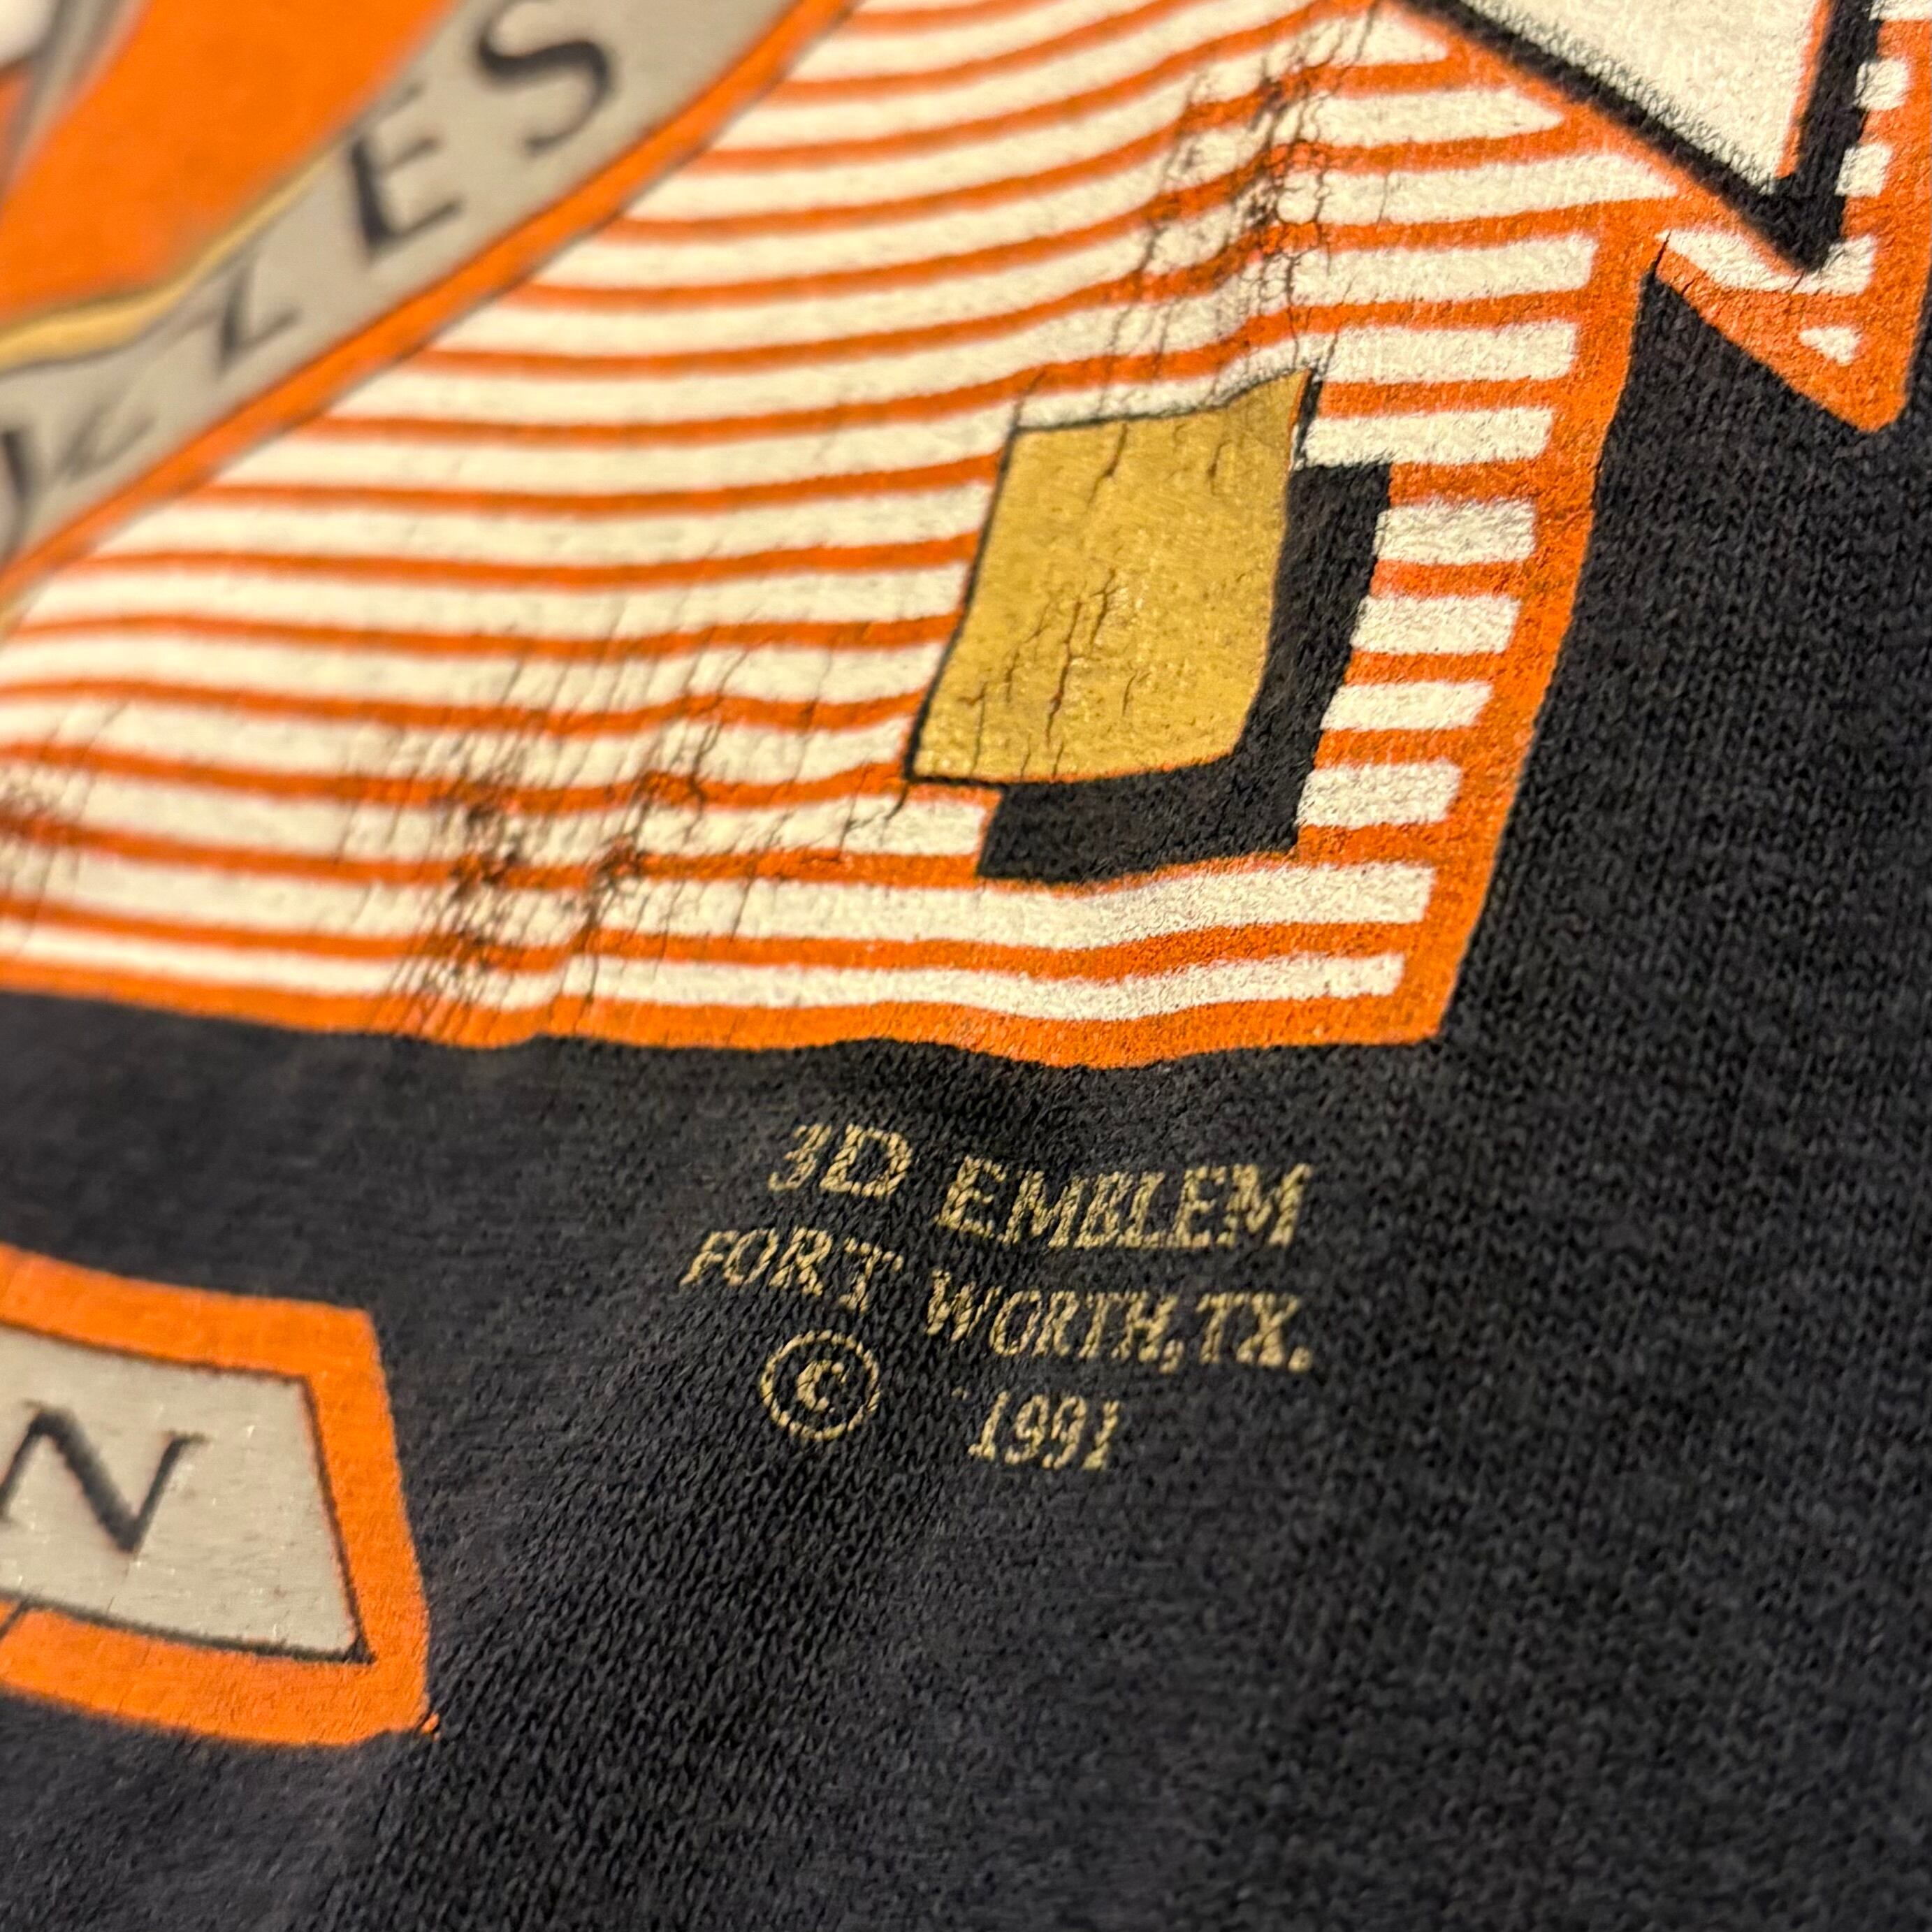 ZES
3D EMBLEM
FORT WORTH, TX.
© 1991
N